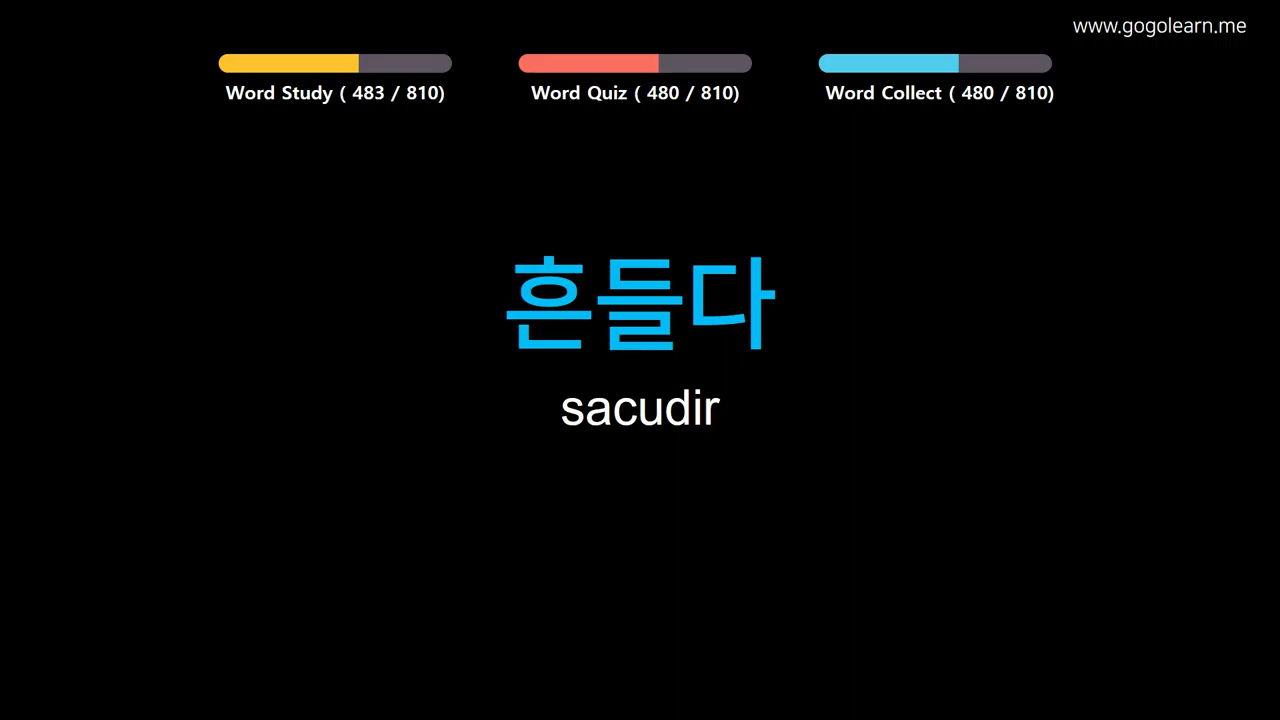 www.gogolearn.me
Word Study ( 483 / 810)
Word Quiz ( 480 / 810)
Word Collect ( 480 / 810)
흔들다
sacudir